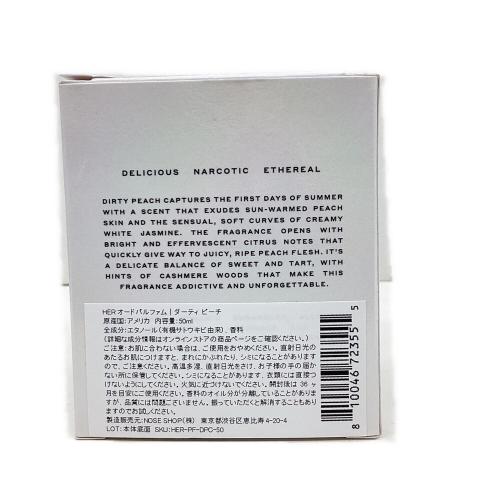 DELICIOUS NARCOTIC ETHEREAL
DIRTY PEACH CAPTURES THE FIRST DAYS OF SUMMER
WITH A SCENT THAT EXUDES SUN-WARMED PEACH
SKIN AND THE SENSUAL, SOFT CURVES OF CREAMY
WHITE JASMINE. THE FRAGRANCE OPENS WITH
BRIGHT AND EFFERVESCENT CITRUS NOTES THAT
QUICKLY GIVE WAY TO JUICY, RIPE PEACH FLESH. IT'S
A DELICATE BALANCE OF SWEET AND TART, WITH
HINTS OF CASHMERE WOODS THAT MAKE THIS
FRAGRANCE ADDICTIVE AND UNFORGETTABLE.
HER オードパルファム | ダーティ ピーチ
原産国: アメリカ 内容量: 50ml
全成分: エタノール (有機サトウキビ由来)、香料
(詳細な成分情報はオンラインストアの商品ページをご確認ください。)
ご注意: お肌に合わない場合は、ご使用をおやめください。直射日光の
あたるお肌につけますと、まれにかぶれたり、シミになることがあります
ので、ご注意ください。高温多湿、直射日光をさけ、お子様の手の届か
ない所に保管してください。シミになることがあります、衣類には直接つ
けないようにしてください。火気に近づけないでください。開封後は 36 ヶ
月を目安にご使用ください。香料のオイル分が分離していることがありま
すが、品質には問題ございません。振っていただくと解消することもあり
ますのでお試しください。
製造販売元: NOSE SHOP(株) 東京都渋谷区恵比寿4-20-4
LOT: 本体底面 SKU: HER-PF-DPC-50
8 10046 72355 5